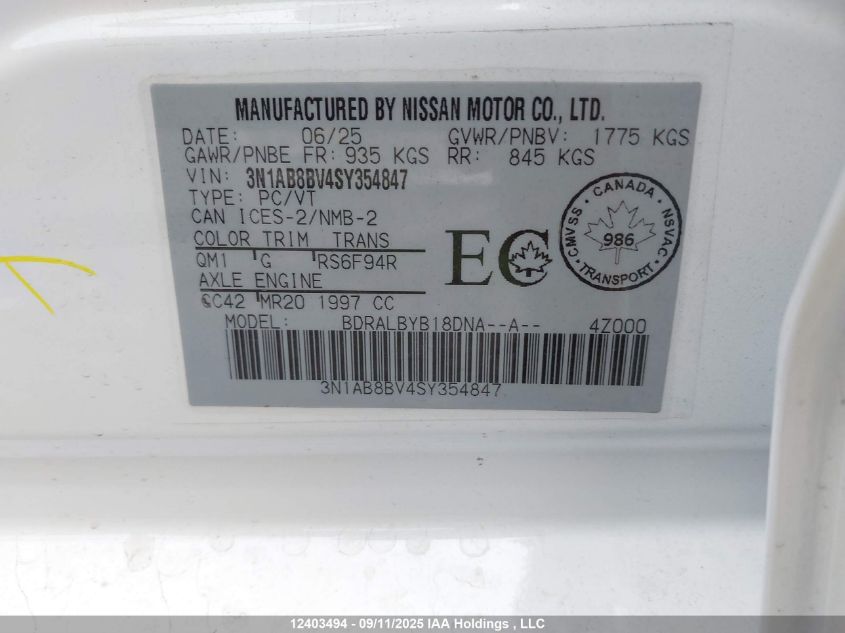 MANUFACTURED BY NISSAN MOTOR CO., LTD.
DATE: 06/25 GVWR/PNBV: 1775 KGS
GAWR/PNBE FR: 935 KGS RR: 845 KGS
VIN: 3N1AB8BV4SY354847
TYPE: PC/VT
CAN ICES-2/NMB-2
COLOR TRIM TRANS
QM1 G RS6F94R
AXLE ENGINE
GC42 MR20 1997 CC
EC
CANADA
CMVSS
986
NSVAC
TRANSPORT
MODEL: BDRALBYB18DNA--A-- 4Z000
3N1AB8BV4SY354847
12403494 - 09/11/2025 IAA Holdings , LLC